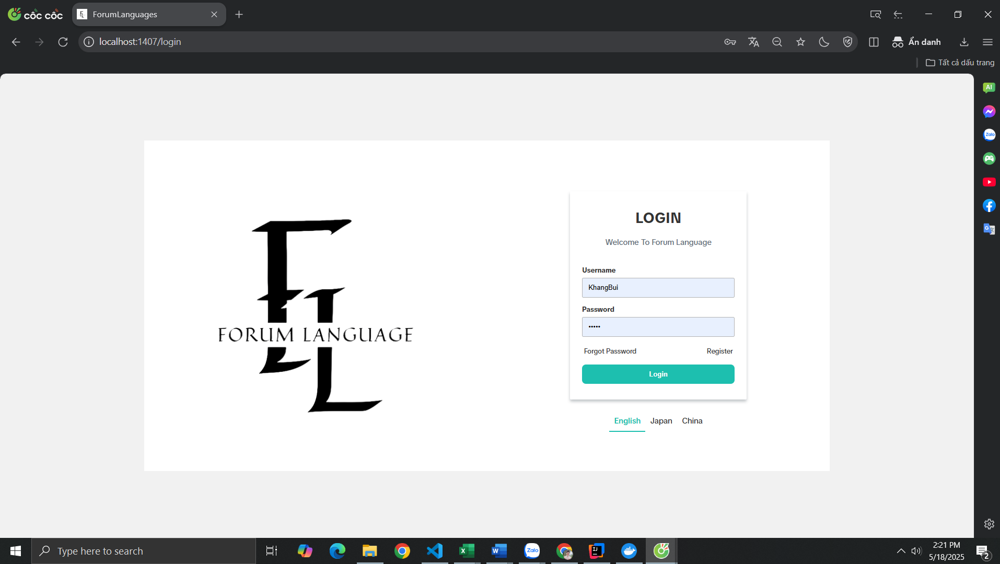 cốc cốc
ForumLanguages
localhost:1407/login
Ẩn danh
Tất cả dấu trang
AI
Zalo
FORUM LANGUAGE
LOGIN
Welcome To Forum Language
Username
KhangBui
Password
•••••
Forgot Password
Register
Login
English
Japan
China
Type here to search
Zalo
2:21 PM
5/18/2025
2